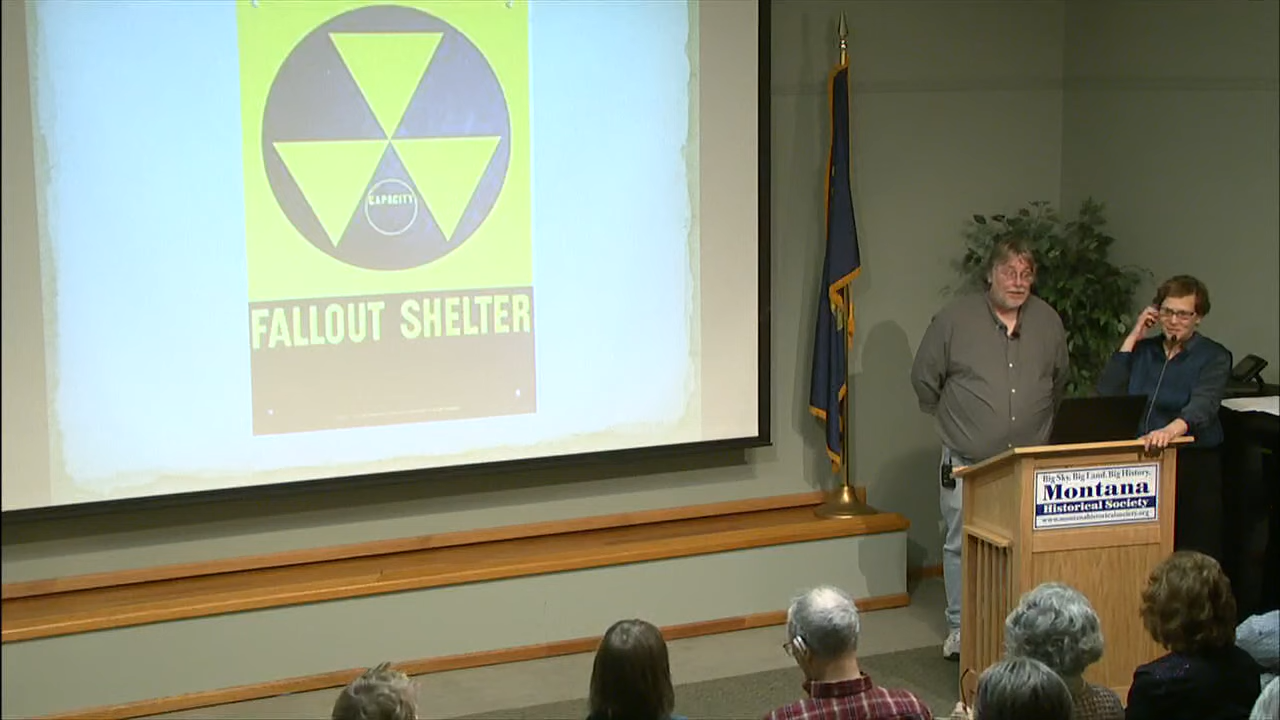 CAPACITY
FALLOUT SHELTER
Big Sky, Big Land, Big History.
Montana
Historical Society
www.montanahistoricalsociety.org